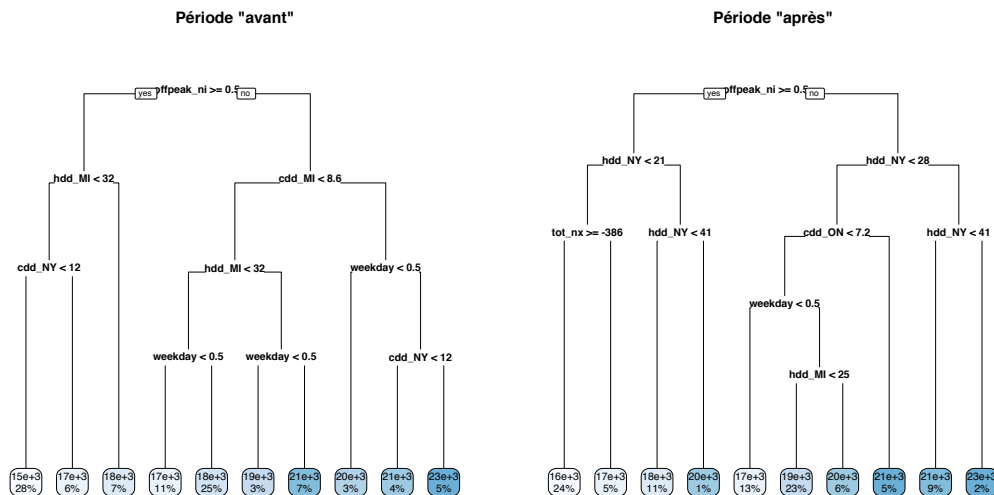 Période "avant"
yes
offpeak_ni >= 0.5
no
hdd_MI < 32
cdd_MI < 8.6
cdd_NY < 12
hdd_MI < 32
weekday < 0.5
weekday < 0.5
weekday < 0.5
cdd_NY < 12
15e+3
28%
17e+3
6%
18e+3
7%
17e+3
11%
18e+3
25%
19e+3
3%
21e+3
7%
20e+3
3%
21e+3
4%
23e+3
5%
Période "après"
yes
offpeak_ni >= 0.5
no
hdd_NY < 21
hdd_NY < 28
tot_nx >= -386
hdd_NY < 41
cdd_ON < 7.2
hdd_NY < 41
weekday < 0.5
hdd_MI < 25
16e+3
24%
17e+3
5%
18e+3
11%
20e+3
1%
17e+3
13%
19e+3
23%
20e+3
6%
21e+3
5%
21e+3
9%
23e+3
2%